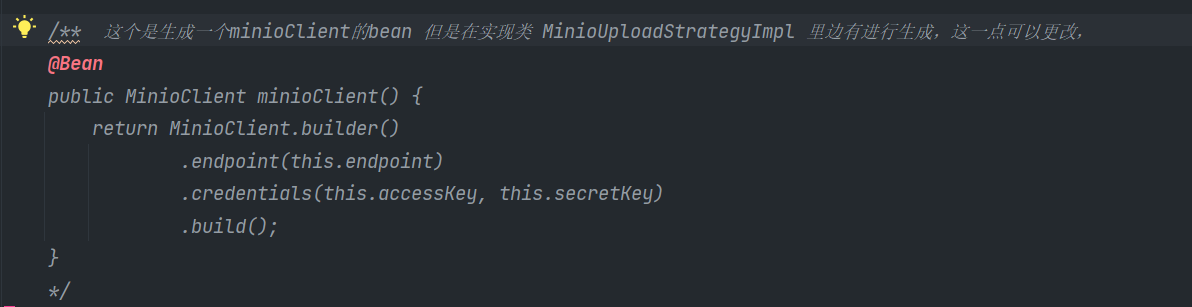 /**  这个是生成一个minioClient的bean 但是在实现类 MinioUploadStrategyImpl 里边有进行生成，这一点可以更改，
@Bean
public MinioClient minioClient() {
    return MinioClient.builder()
            .endpoint(this.endpoint)
            .credentials(this.accessKey, this.secretKey)
            .build();
}
*/